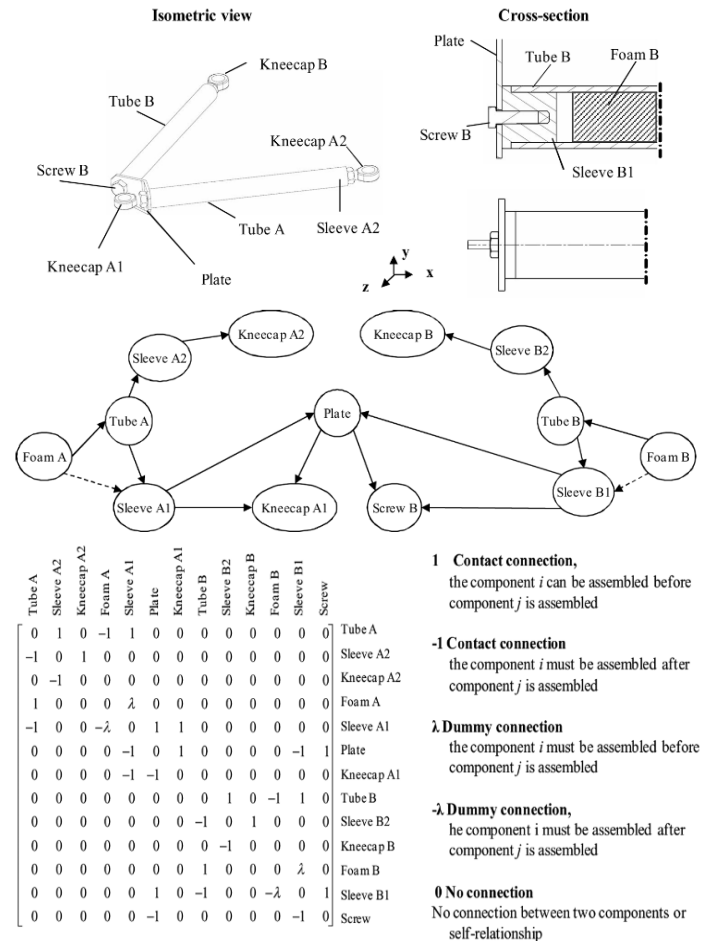 Isometric view
Cross-section
Kneecap B
Tube B
Kneecap A2
Screw B
Tube A
Sleeve A2
Kneecap A1
Plate
Plate
Tube B
Foam B
Screw B
Sleeve B1
y
x
z
Kneecap A2
Kneecap B
Sleeve A2
Sleeve B2
Tube A
Plate
Tube B
Foam A
Foam B
Sleeve A1
Kneecap A1
Screw B
Sleeve B1
Tube A
Sleeve A2
Kneecap A2
Foam A
Sleeve A1
Plate
Kneecap A1
Tube B
Sleeve B2
Kneecap B
Foam B
Sleeve B1
Screw
0 1 0 −1 1 0 0 0 0 0 0 0 0 Tube A
−1 0 1 0 0 0 0 0 0 0 0 0 0 Sleeve A2
0 −1 0 0 0 0 0 0 0 0 0 0 0 Kneecap A2
1 0 0 0 λ 0 0 0 0 0 0 0 0 Foam A
−1 0 0 −λ 0 1 1 0 0 0 0 0 0 Sleeve A1
0 0 0 0 −1 0 1 0 0 0 0 −1 1 Plate
0 0 0 0 −1 −1 0 0 0 0 0 0 0 Kneecap A1
0 0 0 0 0 0 0 0 1 0 −1 1 0 Tube B
0 0 0 0 0 0 0 −1 0 1 0 0 0 Sleeve B2
0 0 0 0 0 0 0 0 −1 0 0 0 0 Kneecap B
0 0 0 0 0 0 0 1 0 0 0 λ 0 Foam B
0 0 0 0 0 1 0 −1 0 0 −λ 0 1 Sleeve B1
0 0 0 0 0 −1 0 0 0 0 0 −1 0 Screw
1 Contact connection,
the component i can be assembled before
component j is assembled
-1 Contact connection
the component i must be assembled after
component j is assembled
λ Dummy connection
the component i must be assembled before
component j is assembled
-λ Dummy connection,
he component i must be assembled after
component j is assembled
0 No connection
No connection between two components or
self-relationship